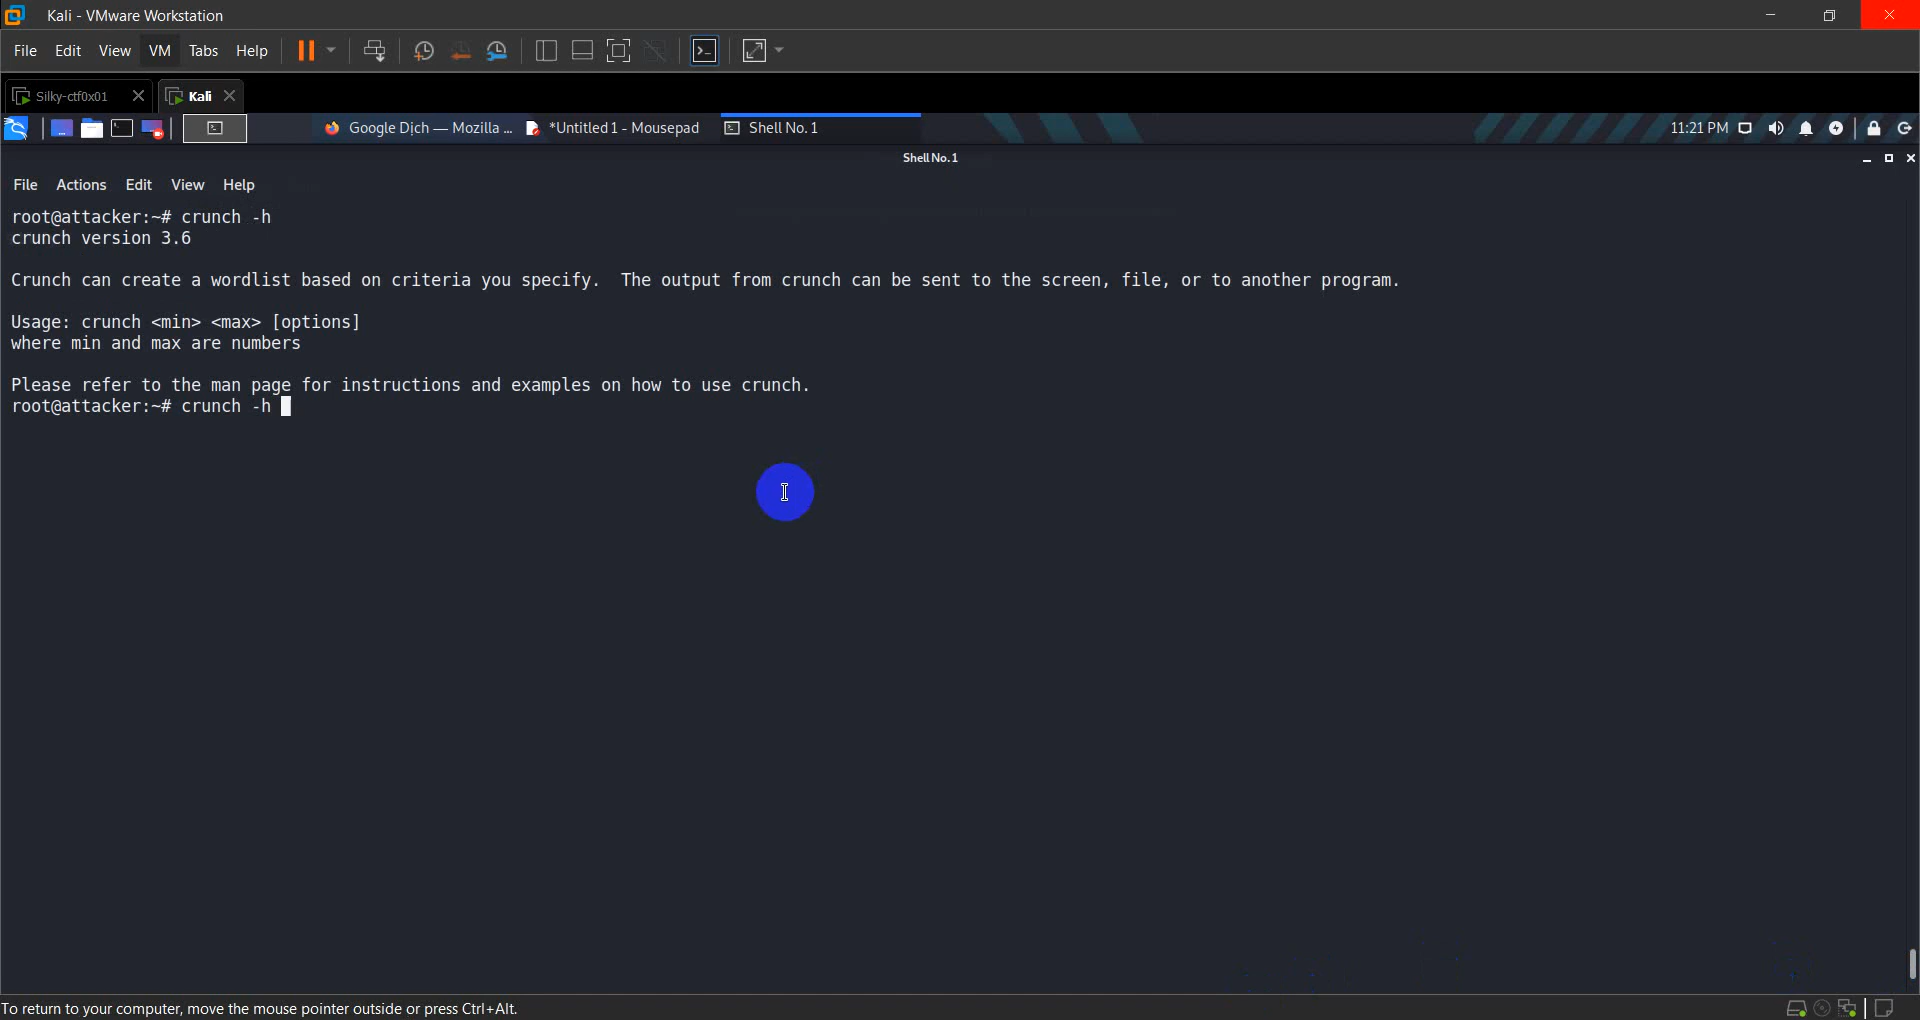 Kali - VMware Workstation
File Edit View VM Tabs Help
Silky-ctf0x01 Kali
Google Dịch — Mozilla ... *Untitled 1 - Mousepad Shell No. 1 11:21 PM
Shell No. 1
File Actions Edit View Help
root@attacker:~# crunch -h
crunch version 3.6
Crunch can create a wordlist based on criteria you specify.  The output from crunch can be sent to the screen, file, or to another program.
Usage: crunch <min> <max> [options]
where min and max are numbers
Please refer to the man page for instructions and examples on how to use crunch.
root@attacker:~# crunch -h
To return to your computer, move the mouse pointer outside or press Ctrl+Alt.